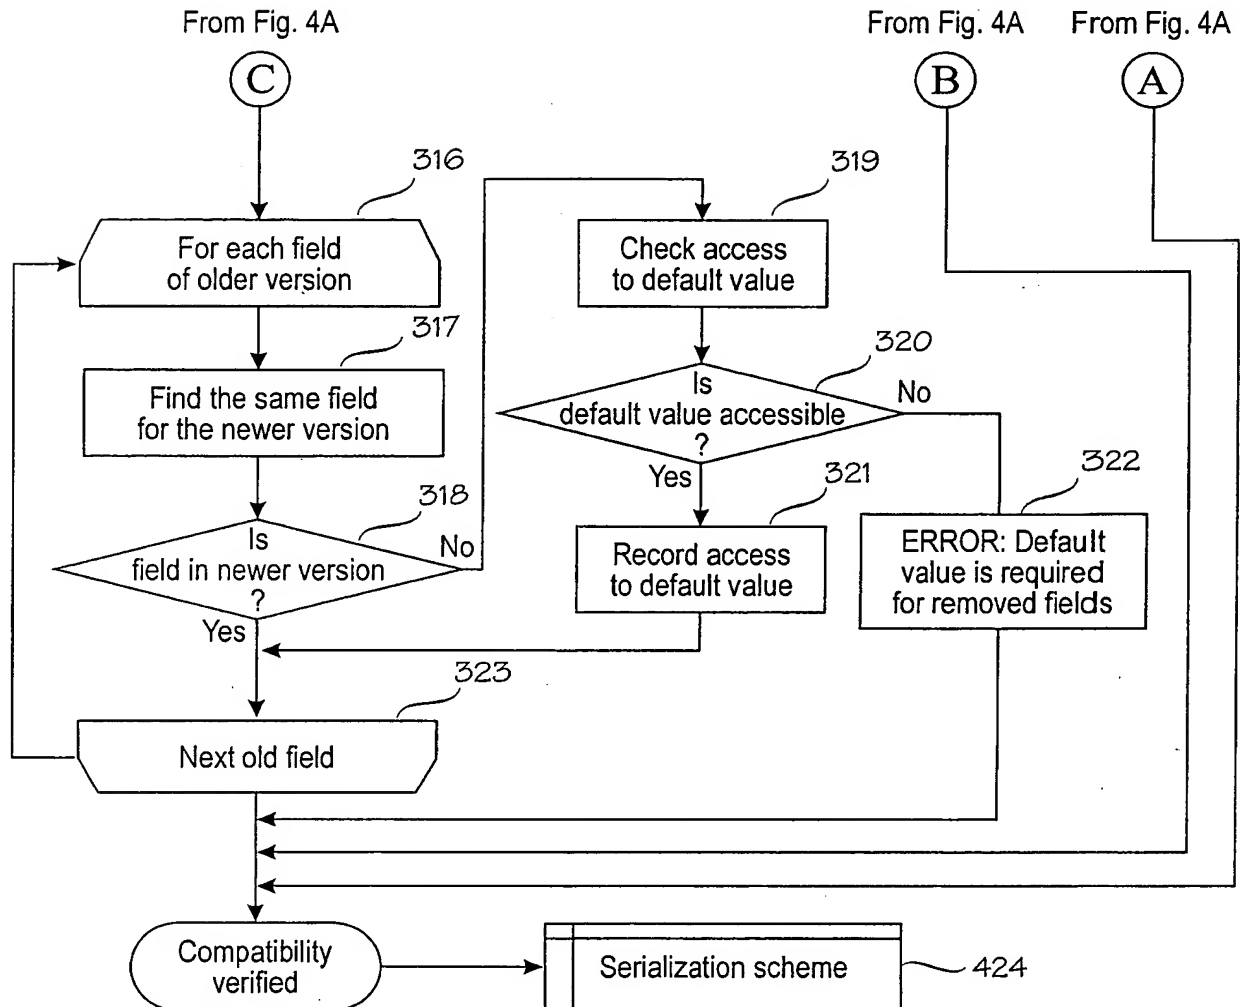 From Fig. 4A
From Fig. 4A
From Fig. 4A
C
B
A
316
For each field
of older version
319
Check access
to default value
317
Find the same field
for the newer version
320
Is
default value accessible
?
No
Yes
318
Is
field in newer version
?
No
Yes
321
Record access
to default value
322
ERROR: Default
value is required
for removed fields
323
Next old field
Compatibility
verified
Serialization scheme
424